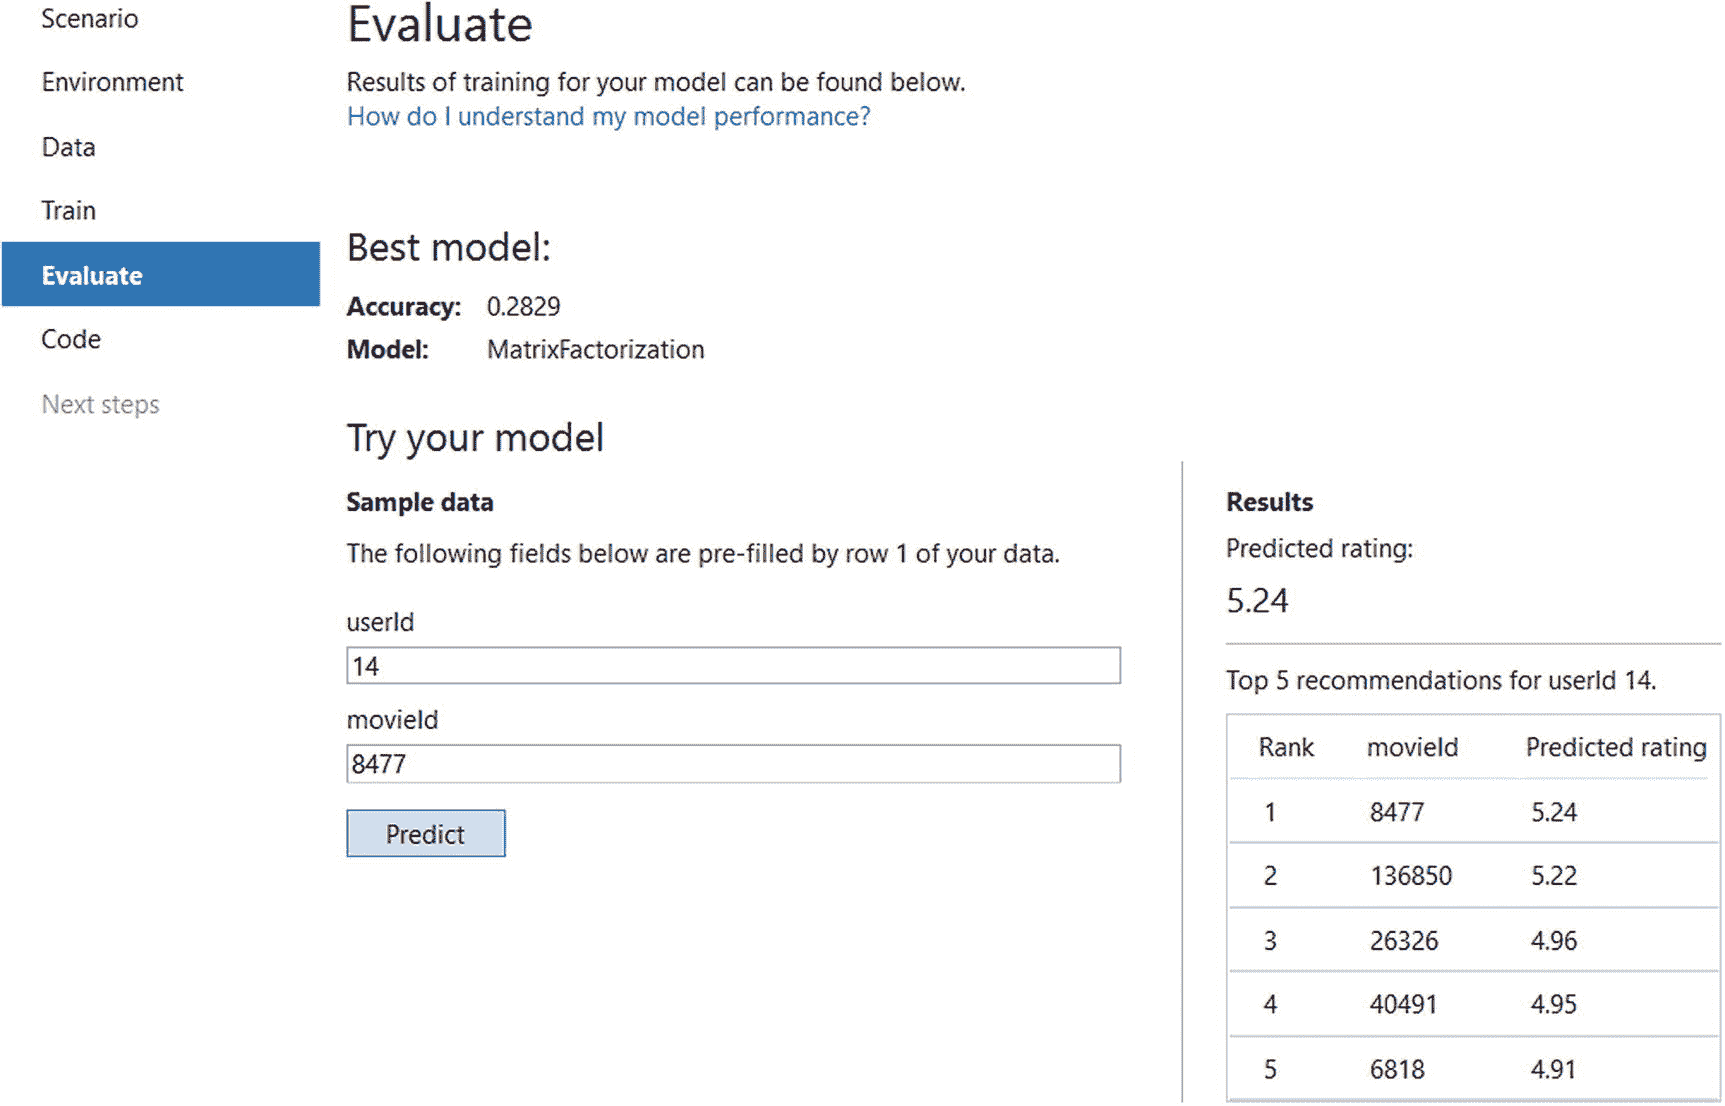 Scenario
Environment
Data
Train
Evaluate
Code
Next steps
Evaluate
Results of training for your model can be found below.
How do I understand my model performance?
Best model:
Accuracy: 0.2829
Model: MatrixFactorization
Try your model
Sample data
The following fields below are pre-filled by row 1 of your data.
userId
14
movieId
8477
Predict
Results
Predicted rating:
5.24
Top 5 recommendations for userId 14.
Rank movieId Predicted rating
1 8477 5.24
2 136850 5.22
3 26326 4.96
4 40491 4.95
5 6818 4.91